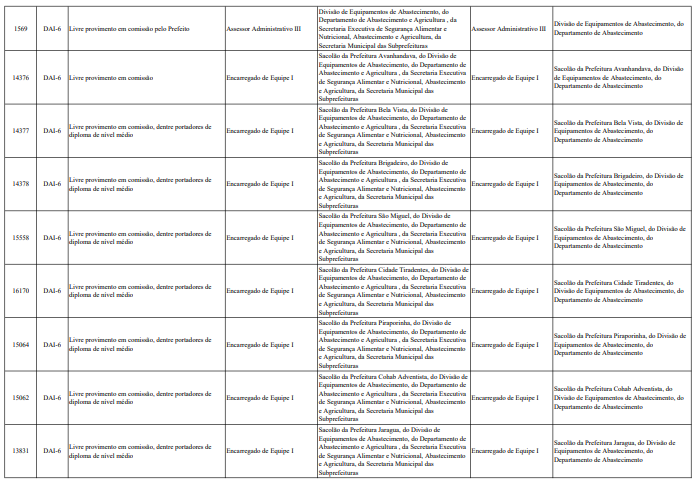 1569 DAI-6 Livre provimento em comissão pelo Prefeito Assessor Administrativo III Divisão de Equipamentos de Abastecimento, do Departamento de Abastecimento e Agricultura , da Secretaria Executiva de Segurança Alimentar e Nutricional, Abastecimento e Agricultura, da Secretaria Municipal das Subprefeituras Assessor Administrativo III Divisão de Equipamentos de Abastecimento, do Departamento de Abastecimento
14376 DAI-6 Livre provimento em comissão Encarregado de Equipe I Sacolão da Prefeitura Avanhandava, do Divisão de Equipamentos de Abastecimento, do Departamento de Abastecimento e Agricultura , da Secretaria Executiva de Segurança Alimentar e Nutricional, Abastecimento e Agricultura, da Secretaria Municipal das Subprefeituras Encarregado de Equipe I Sacolão da Prefeitura Avanhandava, do Divisão de Equipamentos de Abastecimento, do Departamento de Abastecimento
14377 DAI-6 Livre provimento em comissão, dentre portadores de diploma de nível médio Encarregado de Equipe I Sacolão da Prefeitura Bela Vista, do Divisão de Equipamentos de Abastecimento, do Departamento de Abastecimento e Agricultura , da Secretaria Executiva de Segurança Alimentar e Nutricional, Abastecimento e Agricultura, da Secretaria Municipal das Subprefeituras Encarregado de Equipe I Sacolão da Prefeitura Bela Vista, do Divisão de Equipamentos de Abastecimento, do Departamento de Abastecimento
14378 DAI-6 Livre provimento em comissão, dentre portadores de diploma de nível médio Encarregado de Equipe I Sacolão da Prefeitura Brigadeiro, do Divisão de Equipamentos de Abastecimento, do Departamento de Abastecimento e Agricultura , da Secretaria Executiva de Segurança Alimentar e Nutricional, Abastecimento e Agricultura, da Secretaria Municipal das Subprefeituras Encarregado de Equipe I Sacolão da Prefeitura Brigadeiro, do Divisão de Equipamentos de Abastecimento, do Departamento de Abastecimento
15558 DAI-6 Livre provimento em comissão, dentre portadores de diploma de nível médio Encarregado de Equipe I Sacolão da Prefeitura São Miguel, do Divisão de Equipamentos de Abastecimento, do Departamento de Abastecimento e Agricultura , da Secretaria Executiva de Segurança Alimentar e Nutricional, Abastecimento e Agricultura, da Secretaria Municipal das Subprefeituras Encarregado de Equipe I Sacolão da Prefeitura São Miguel, do Divisão de Equipamentos de Abastecimento, do Departamento de Abastecimento
16170 DAI-6 Livre provimento em comissão, dentre portadores de diploma de nível médio Encarregado de Equipe I Sacolão da Prefeitura Cidade Tiradentes, do Divisão de Equipamentos de Abastecimento, do Departamento de Abastecimento e Agricultura , da Secretaria Executiva de Segurança Alimentar e Nutricional, Abastecimento e Agricultura, da Secretaria Municipal das Subprefeituras Encarregado de Equipe I Sacolão da Prefeitura Cidade Tiradentes, do Divisão de Equipamentos de Abastecimento, do Departamento de Abastecimento
15064 DAI-6 Livre provimento em comissão, dentre portadores de diploma de nível médio Encarregado de Equipe I Sacolão da Prefeitura Piraporinha, do Divisão de Equipamentos de Abastecimento, do Departamento de Abastecimento e Agricultura , da Secretaria Executiva de Segurança Alimentar e Nutricional, Abastecimento e Agricultura, da Secretaria Municipal das Subprefeituras Encarregado de Equipe I Sacolão da Prefeitura Piraporinha, do Divisão de Equipamentos de Abastecimento, do Departamento de Abastecimento
15062 DAI-6 Livre provimento em comissão, dentre portadores de diploma de nível médio Encarregado de Equipe I Sacolão da Prefeitura Cohab Adventista, do Divisão de Equipamentos de Abastecimento, do Departamento de Abastecimento e Agricultura , da Secretaria Executiva de Segurança Alimentar e Nutricional, Abastecimento e Agricultura, da Secretaria Municipal das Subprefeituras Encarregado de Equipe I Sacolão da Prefeitura Cohab Adventista, do Divisão de Equipamentos de Abastecimento, do Departamento de Abastecimento
13831 DAI-6 Livre provimento em comissão, dentre portadores de diploma de nível médio Encarregado de Equipe I Sacolão da Prefeitura Jaragua, do Divisão de Equipamentos de Abastecimento, do Departamento de Abastecimento e Agricultura , da Secretaria Executiva de Segurança Alimentar e Nutricional, Abastecimento e Agricultura, da Secretaria Municipal das Subprefeituras Encarregado de Equipe I Sacolão da Prefeitura Jaragua, do Divisão de Equipamentos de Abastecimento, do Departamento de Abastecimento